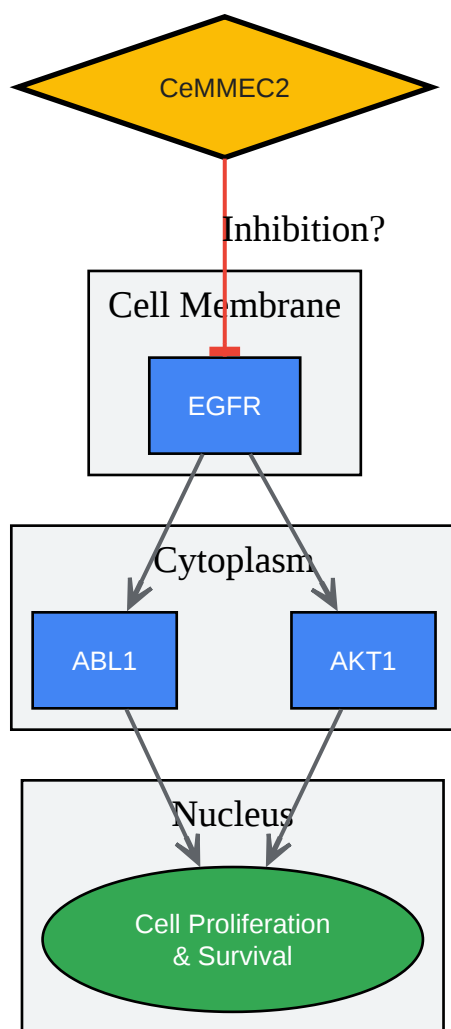 CeMMEC2
Inhibition?
Cell Membrane
EGFR
Cytoplasm
ABL1
AKT1
Nucleus
Cell Proliferation
& Survival